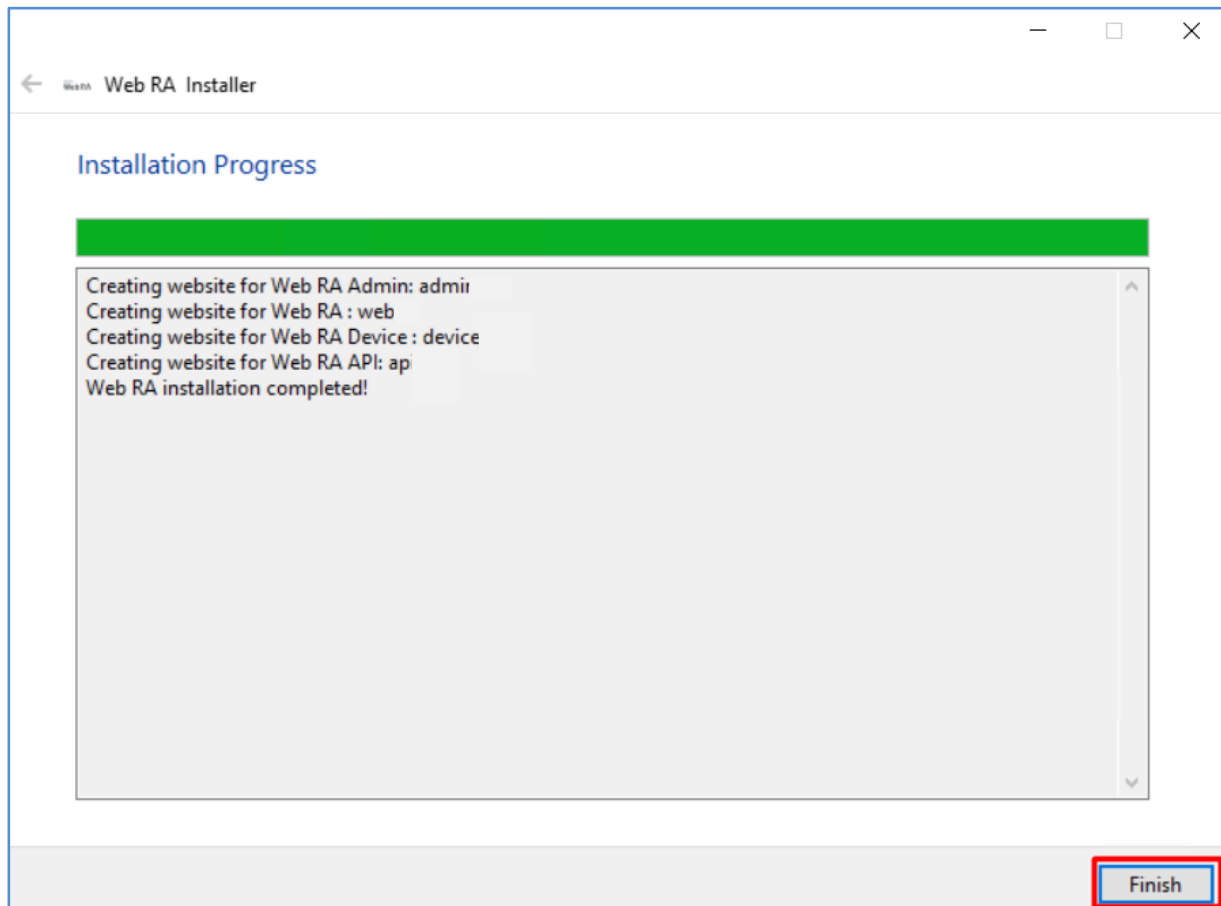 Web RA Installer
Installation Progress
Creating website for Web RA Admin: admin
Creating website for Web RA : web
Creating website for Web RA Device : device
Creating website for Web RA API: api
Web RA installation completed!
Finish